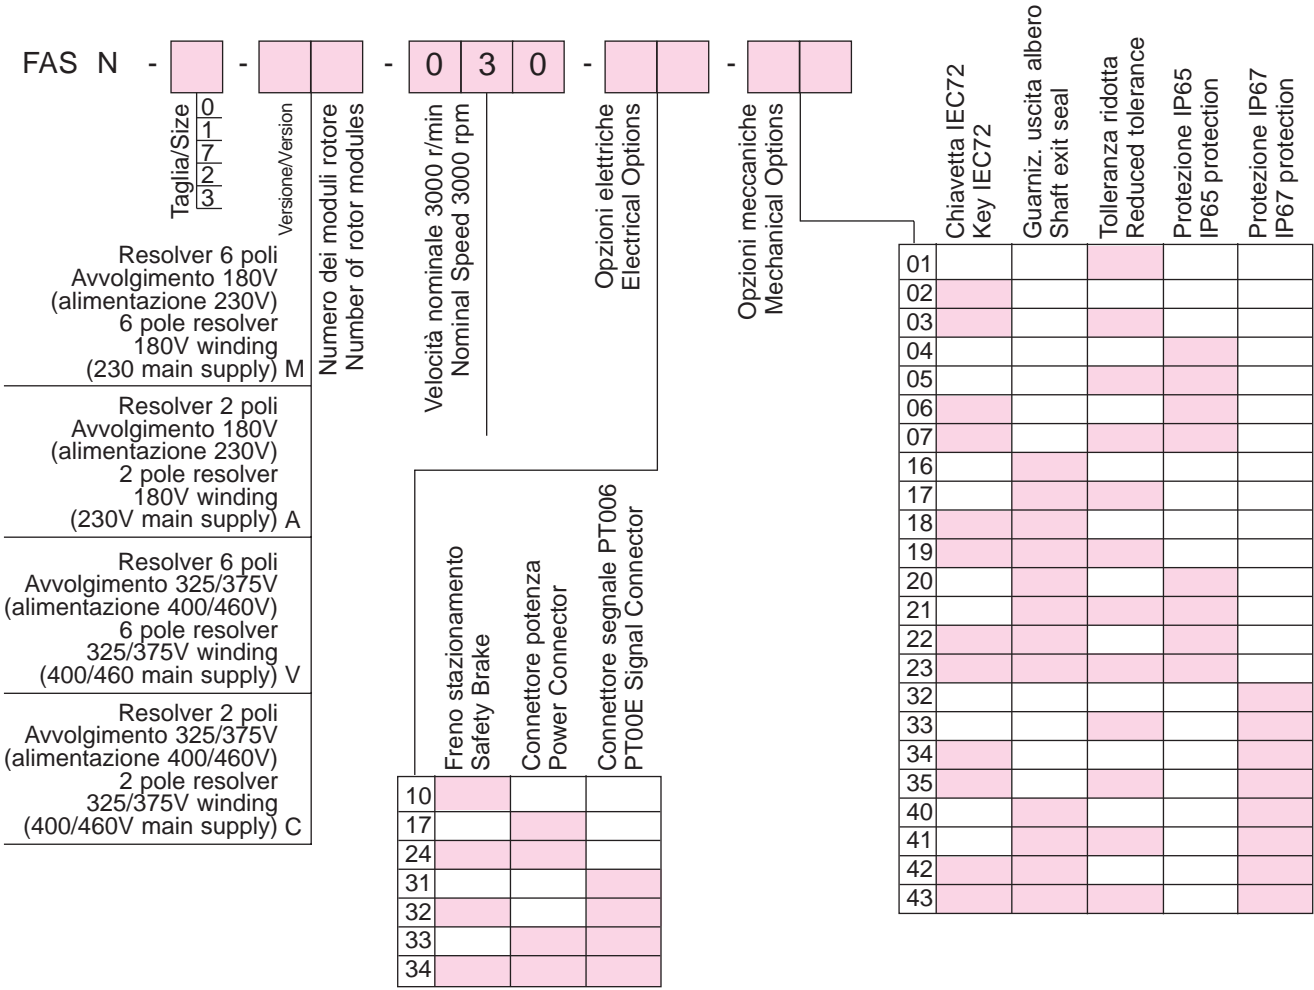 FAS N - - - 0 3 0 - -
Taglia/Size
0
1
7
2
3
Versione/Version
Numero dei moduli rotore
Number of rotor modules
Velocità nominale 3000 r/min
Nominal Speed 3000 rpm
Opzioni elettriche
Electrical Options
Opzioni meccaniche
Mechanical Options
Resolver 6 poli
Avvolgimento 180V
(alimentazione 230V)
6 pole resolver
180V winding
(230 main supply) M
Resolver 2 poli
Avvolgimento 180V
(alimentazione 230V)
2 pole resolver
180V winding
(230V main supply) A
Resolver 6 poli
Avvolgimento 325/375V
(alimentazione 400/460V)
6 pole resolver
325/375V winding
(400/460 main supply) V
Resolver 2 poli
Avvolgimento 325/375V
(alimentazione 400/460V)
2 pole resolver
325/375V winding
(400/460V main supply) C
Freno stazionamento
Safety Brake
Connettore potenza
Power Connector
Connettore segnale PT006
PT00E Signal Connector
10
17
24
31
32
33
34
Chiavetta IEC72
Key IEC72
Guarniz. uscita albero
Shaft exit seal
Tolleranza ridotta
Reduced tolerance
Protezione IP65
IP65 protection
Protezione IP67
IP67 protection
01
02
03
04
05
06
07
16
17
18
19
20
21
22
23
32
33
34
35
40
41
42
43